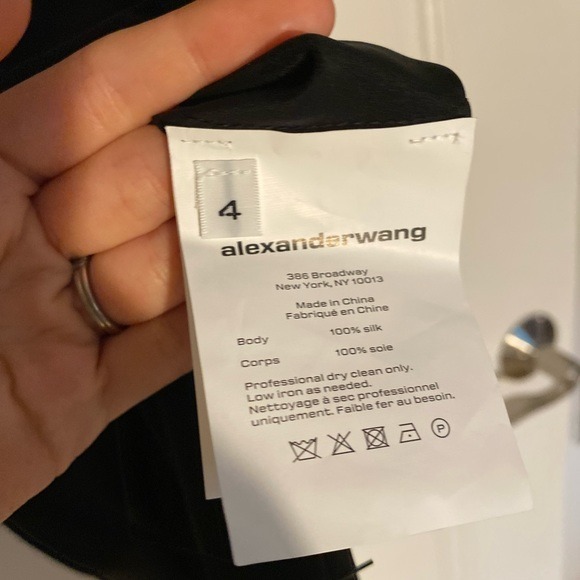 4
alexanderwang
386 Broadway
New York, NY 10013
Made in China
Fabriqué en Chine
Body 100% silk
Corps 100% soie
Professional dry clean only.
Low iron as needed.
Nettoyage à sec professionnel
uniquement. Faible fer au besoin.
P